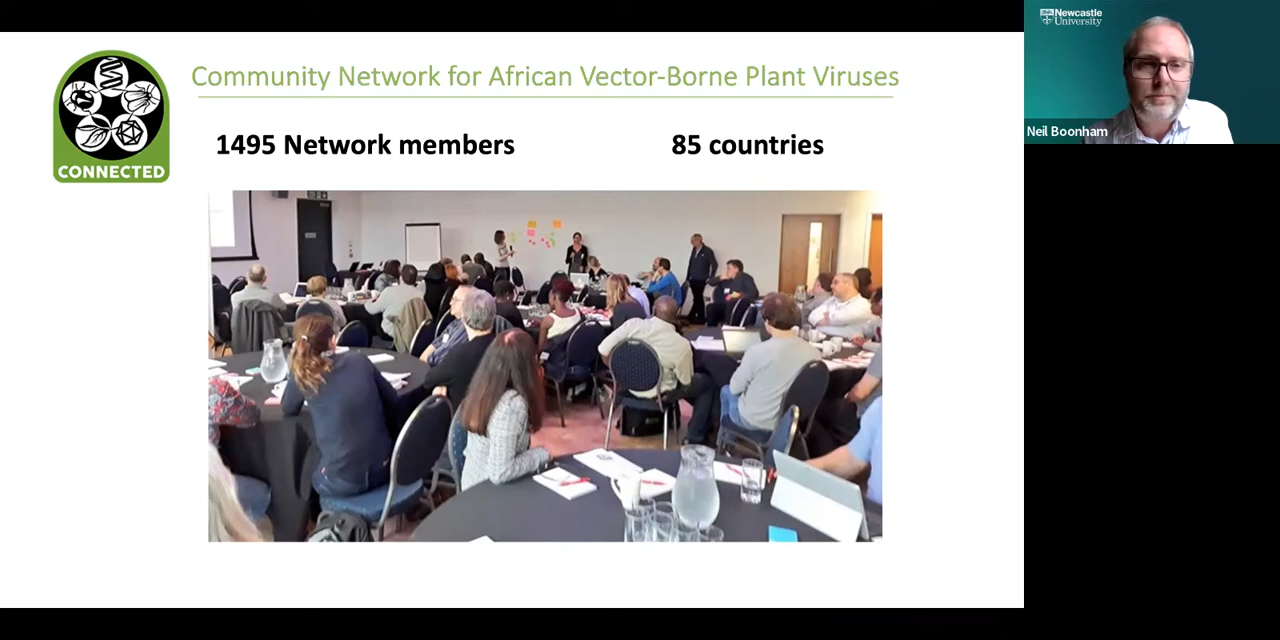 Community Network for African Vector-Borne Plant Viruses
1495 Network members
85 countries
CONNECTED
Newcastle
University
Neil Boonham